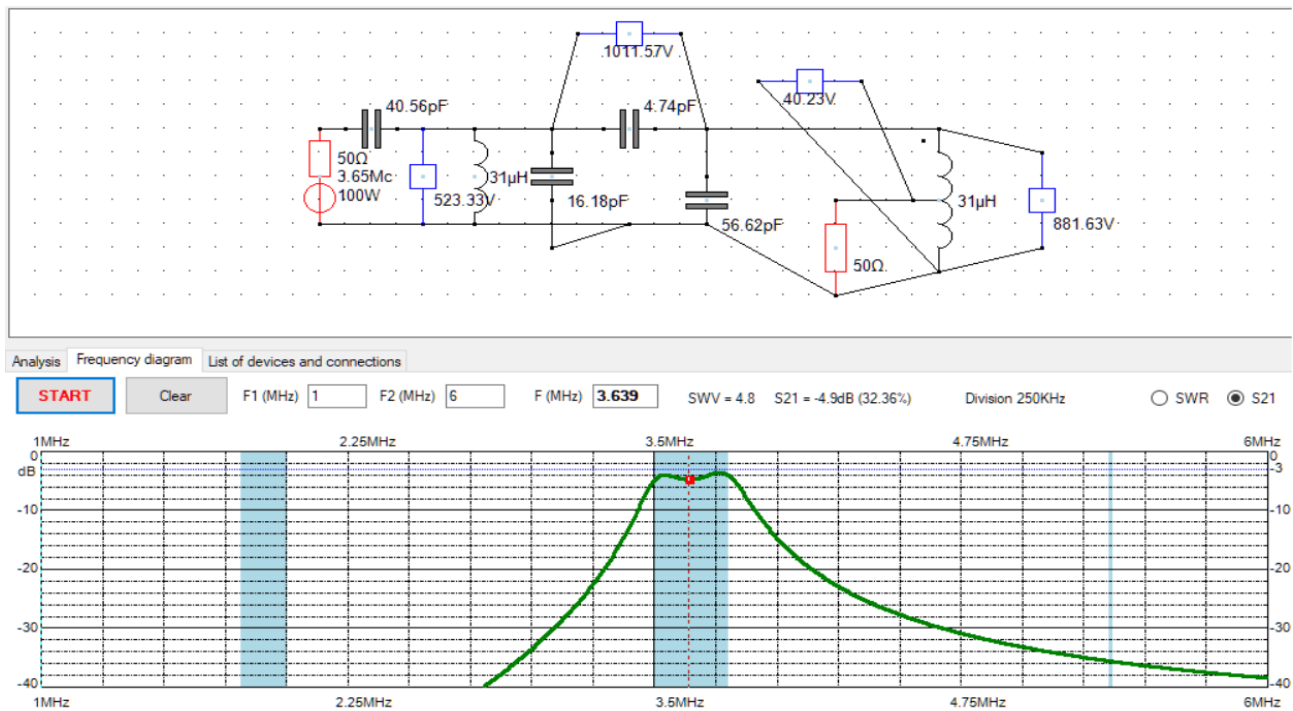 1011.57V
40.56pF
4.74pF
40.23V
50Ω
3.65Mc
100W
523.33V
31µH
16.18pF
56.62pF
50Ω
31µH
881.63V
Analysis Frequency diagram List of devices and connections
START Clear F1 (MHz) 1 F2 (MHz) 6 F (MHz) 3.639 SWV = 4.8 S21 = -4.9dB (32.36%) Division 250KHz SWR S21
1MHz 2.25MHz 3.5MHz 4.75MHz 6MHz
0 0
dB -3
-10 -10
-20 -20
-30 -30
-40 -40
1MHz 2.25MHz 3.5MHz 4.75MHz 6MHz